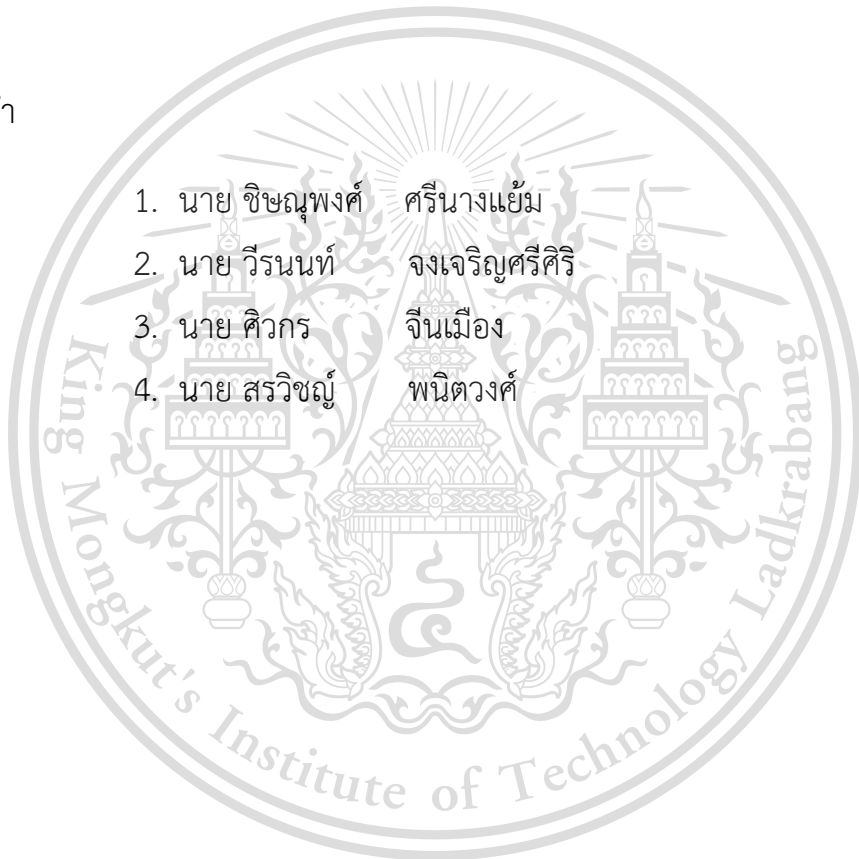 1. นาย ชิษณุพงศ์ ศรีนางแย้ม
2. นาย วีรนนท์ จงเจริญศรีศิริ
3. นาย ศิวกร จีนเมือง
4. นาย สรวิชญ์ พนิตวงศ์
King Mongkut's Institute of Technology Ladkrabang